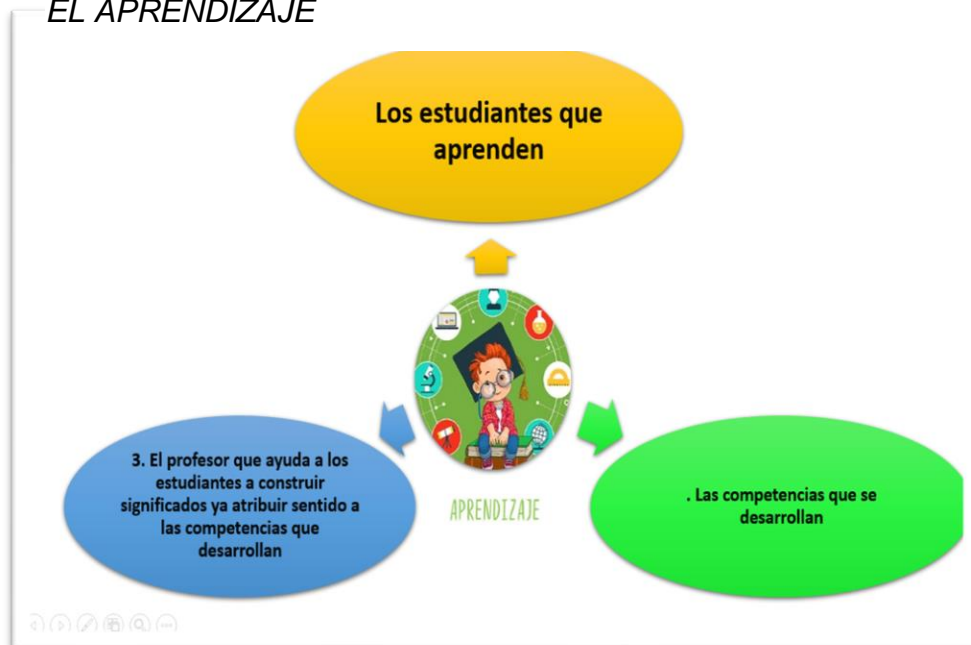 EL APRENDIZAJE
Los estudiantes que
aprenden
3. El profesor que ayuda a los
estudiantes a construir
significados ya atribuir sentido a
las competencias que
desarrollan
APRENDIZAJE
. Las competencias que se
desarrollan